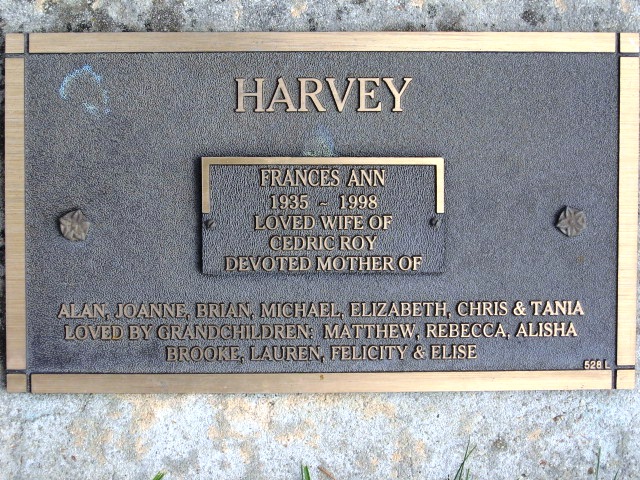 HARVEY
FRANCES ANN
1935 ~ 1998
LOVED WIFE OF
CEDRIC ROY
DEVOTED MOTHER OF
ALAN, JOANNE, BRIAN, MICHAEL, ELIZABETH, CHRIS & TANIA
LOVED BY GRANDCHILDREN: MATTHEW, REBECCA, ALISHA
BROOKE, LAUREN, FELICITY & ELISE
528 L